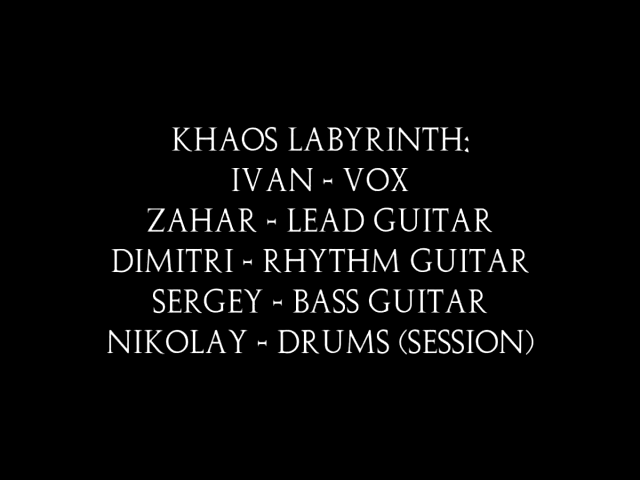 KHAOS LABYRINTH:
IVAN - VOX
ZAHAR - LEAD GUITAR
DIMITRI - RHYTHM GUITAR
SERGEY - BASS GUITAR
NIKOLAY - DRUMS (SESSION)